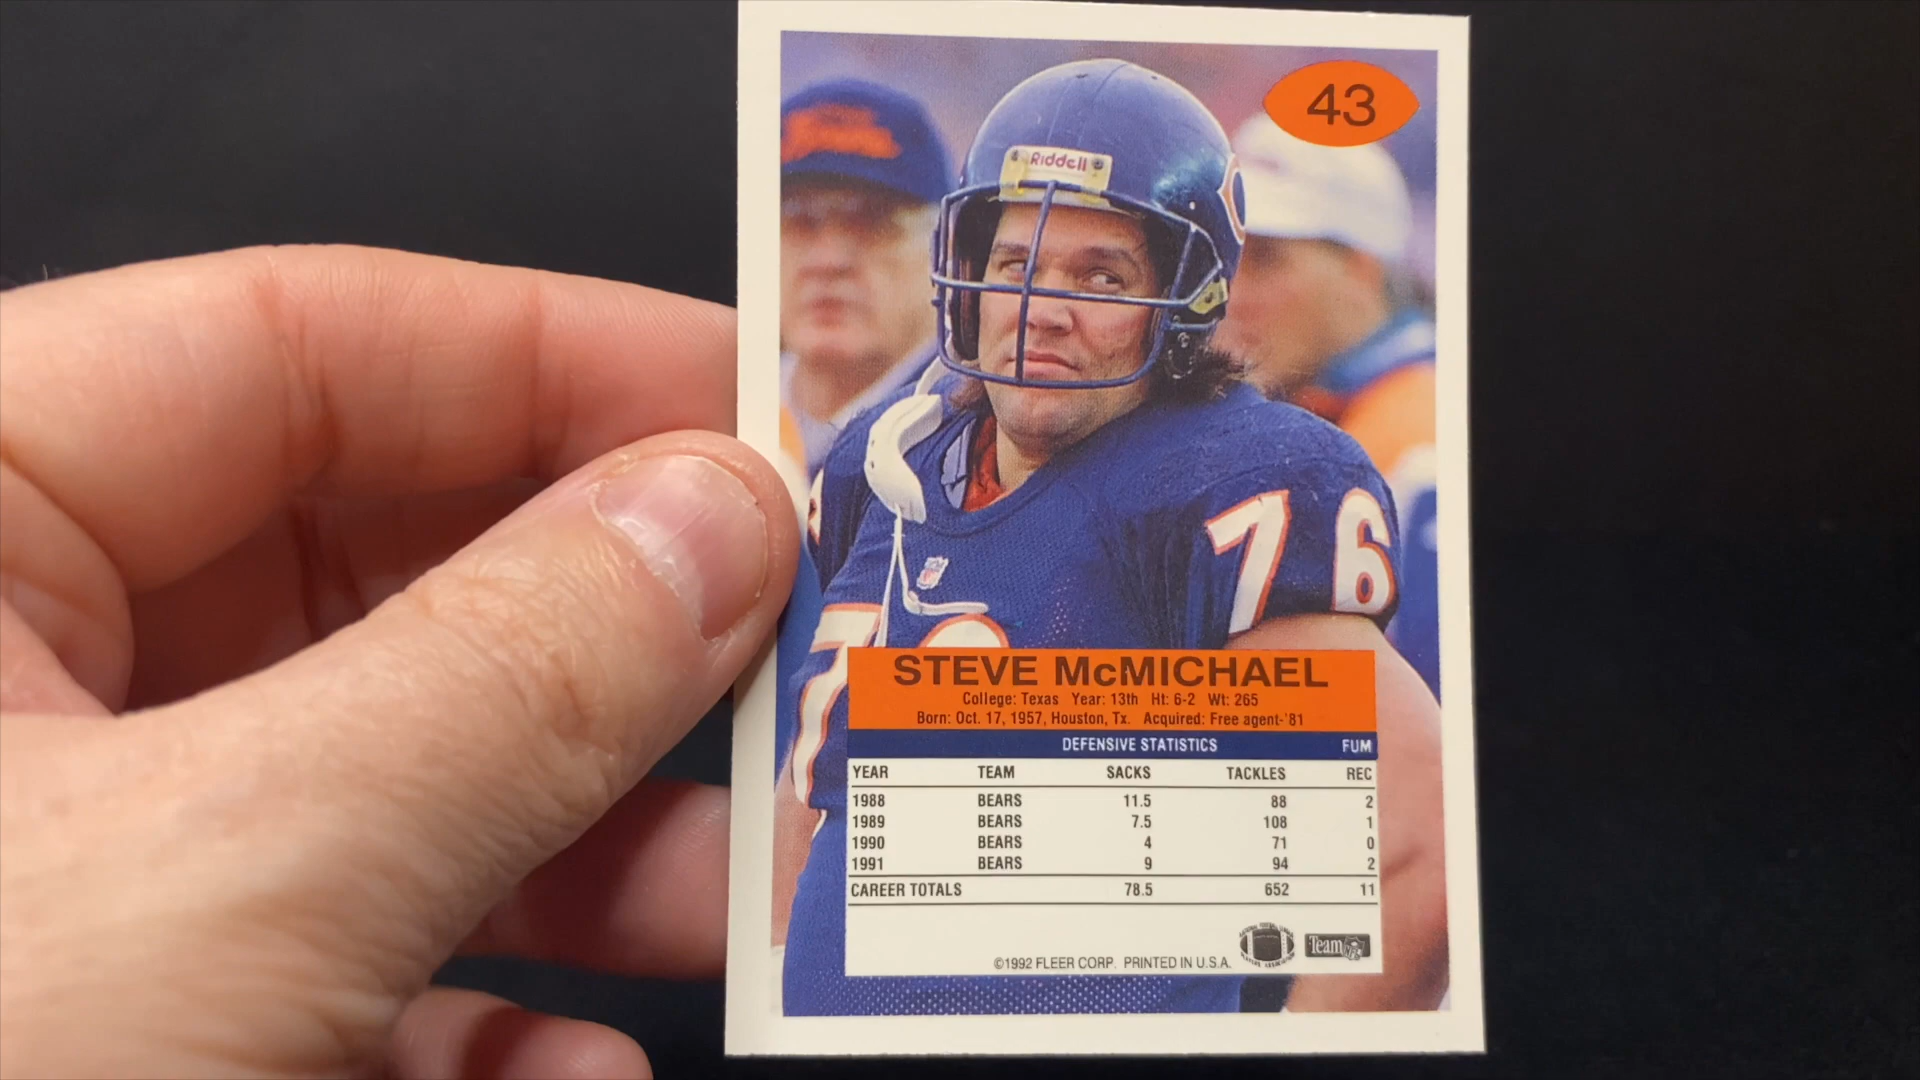 43
Riddell
76
STEVE McMICHAEL
College: Texas Year: 13th Ht: 6-2 Wt: 265
Born: Oct. 17, 1957, Houston, Tx. Acquired: Free agent-'81
DEFENSIVE STATISTICS FUM
YEAR TEAM SACKS TACKLES REC
1988 BEARS 11.5 88 2
1989 BEARS 7.5 108 1
1990 BEARS 4 71 0
1991 BEARS 9 94 2
CAREER TOTALS 78.5 652 11
Team NFL
©1992 FLEER CORP. PRINTED IN U.S.A.